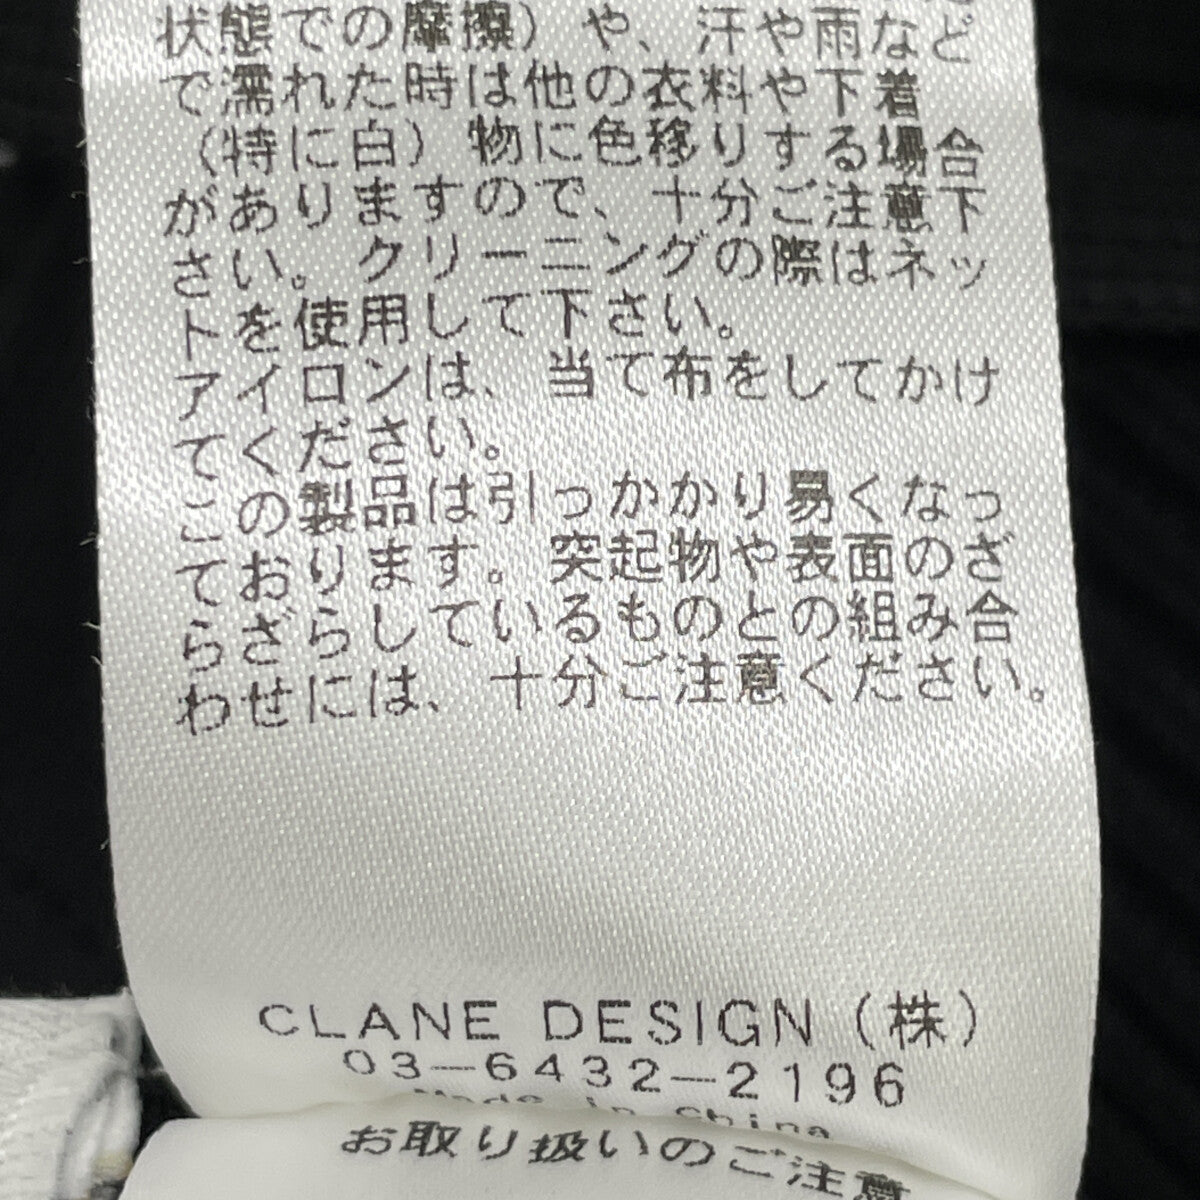 状態での摩擦）や、汗や雨など
で濡れた時は他の衣料や下着
（特に白）物に色移りする場合
がありますので、十分ご注意下
さい。クリーニングの際はネッ
トを使用して下さい。
アイロンは、当て布をしてかけ
てください。
この製品は引っかかり易くなっ
ております。突起物や表面のざ
らざらしているものとの組み合
わせには、十分ご注意ください。
CLANE DESIGN（株）
03-6432-2196
Made in China
お取り扱いのご注意